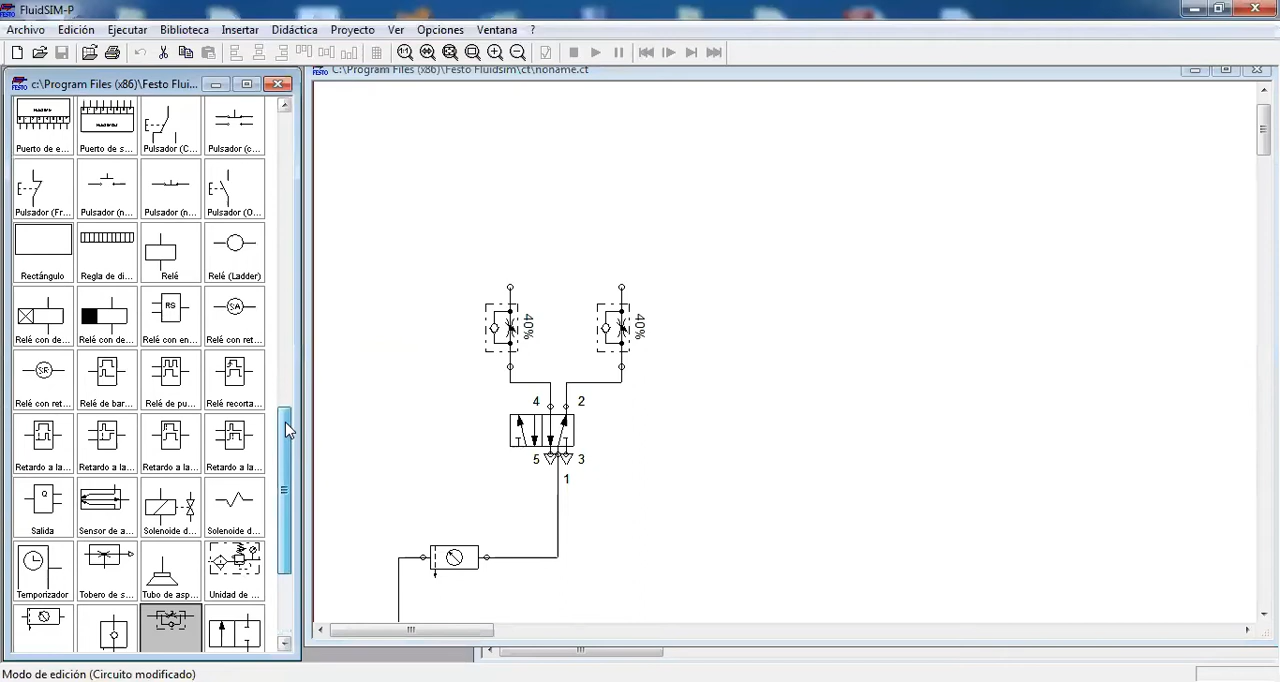 FESTO FluidSIM-P
Archivo Edición Ejecutar Biblioteca Insertar Didáctica Proyecto Ver Opciones Ventana ?
c:\Program Files (x86)\Festo Flui...
C:\Program Files (x86)\Festo Fluidsim\ct\noname.ct
Puerto de e... Puerto de s... Pulsador (C... Pulsador (c...
Pulsador (Fr... Pulsador (n... Pulsador (n... Pulsador (O...
Rectángulo Regla de di... Relé Relé (Ladder)
RS SA
Relé con de... Relé con de... Relé con en... Relé con ret...
SR
Relé con ret... Relé de bar... Relé de pu... Relé recorta...
Retardo a la... Retardo a la... Retardo a la... Retardo a la...
Q
Salida Sensor de a... Solenoide d... Solenoide d...
Temporizador Tobero de s... Tubo de asp... Unidad de ...
40% 40%
4 2
5 3
1
Modo de edición (Circuito modificado)